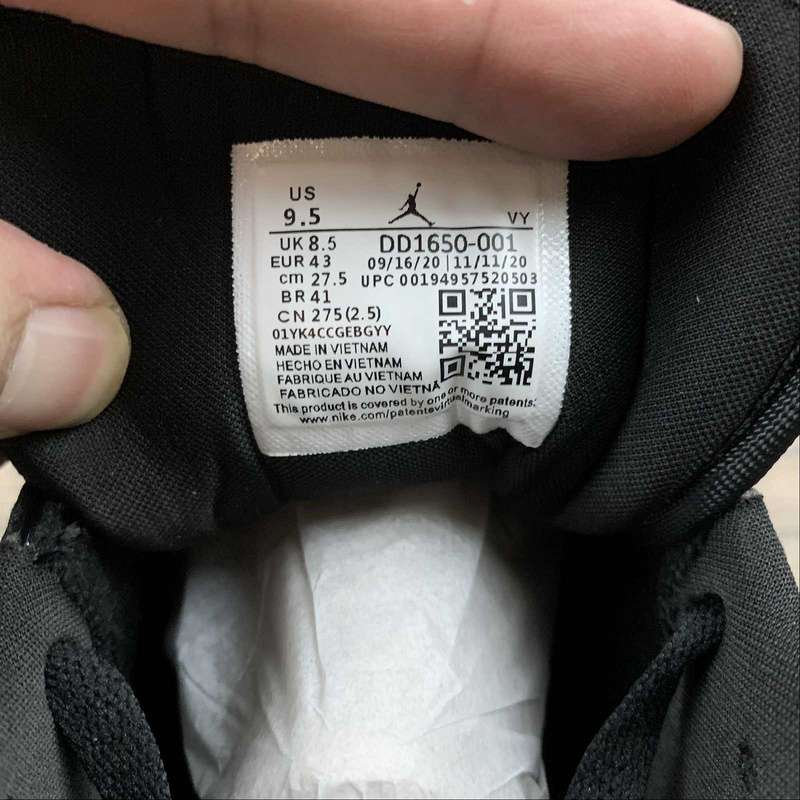 US
9.5
VY
UK 8.5 DD1650-001
EUR 43 09/16/20 | 11/11/20
cm 27.5 UPC 00194957520503
BR 41
CN 275 (2.5)
01YK4CCGEBGYY
MADE IN VIETNAM
HECHO EN VIETNAM
FABRIQUE AU VIETNAM
FABRICADO NO VIETNÃ
This product is covered by one or more patents:
www.nike.com/patentsvirtualmarking